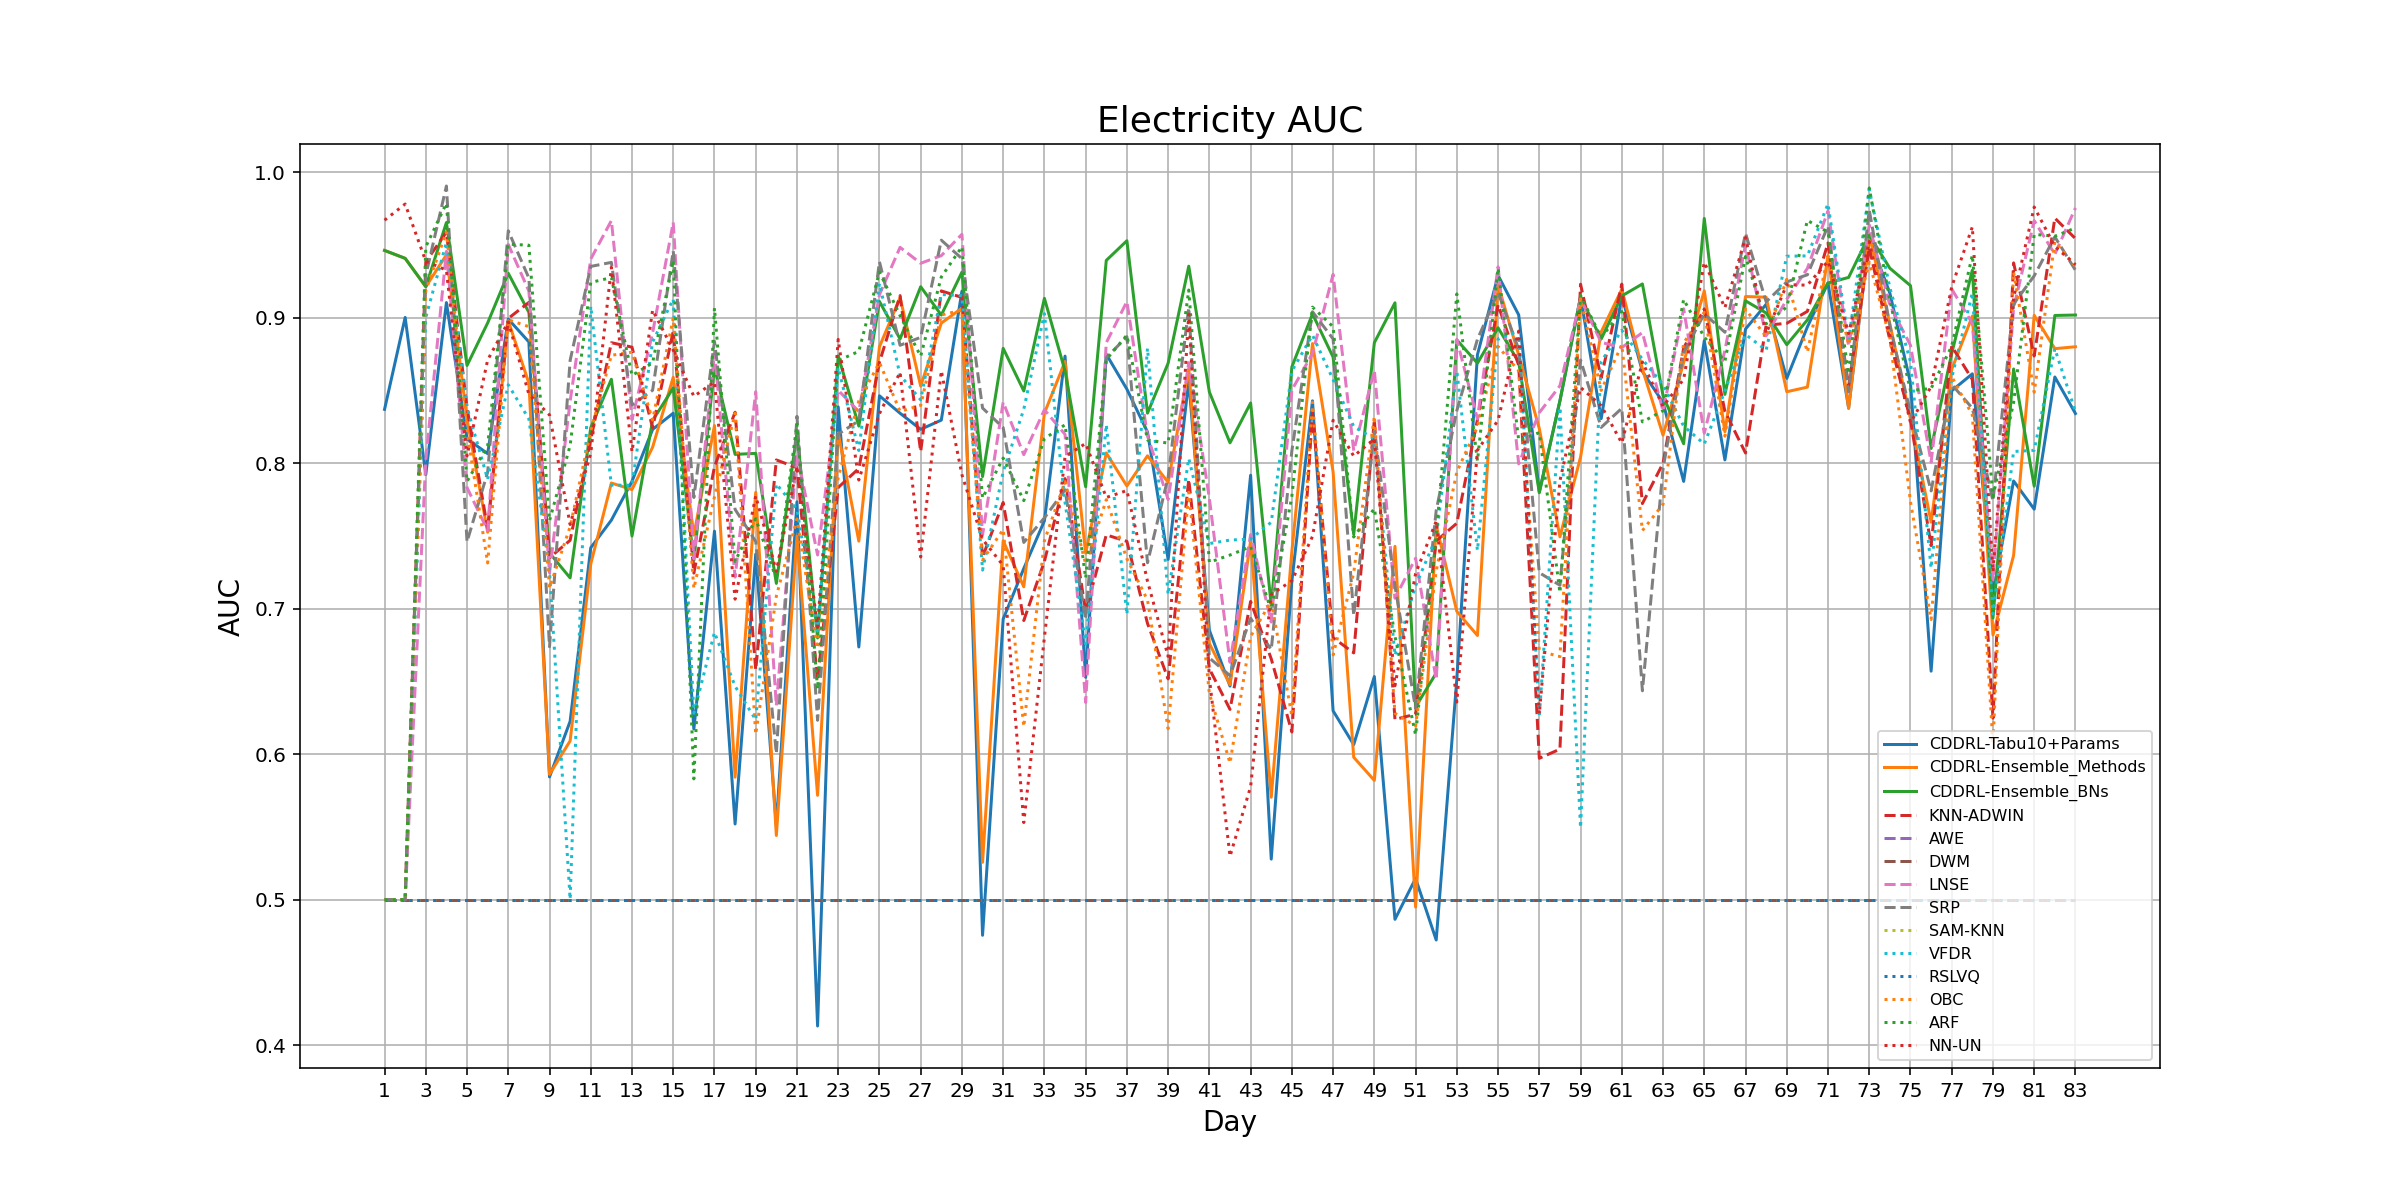 Electricity AUC
1.0
0.9
0.8
0.7
0.6
0.5
0.4
AUC
CDDRL-Tabu10+Params
CDDRL-Ensemble_Methods
CDDRL-Ensemble_BNs
KNN-ADWIN
AWE
DWM
LNSE
SRP
SAM-KNN
VFDR
RSLVQ
OBC
ARF
NN-UN
1 3 5 7 9 11 13 15 17 19 21 23 25 27 29 31 33 35 37 39 41 43 45 47 49 51 53 55 57 59 61 63 65 67 69 71 73 75 77 79 81 83
Day